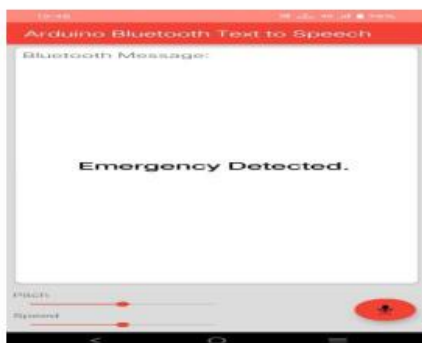 Arduino Bluetooth Text to Speech
Bluetooth Message:
Emergency Detected.
Pitch
Speed